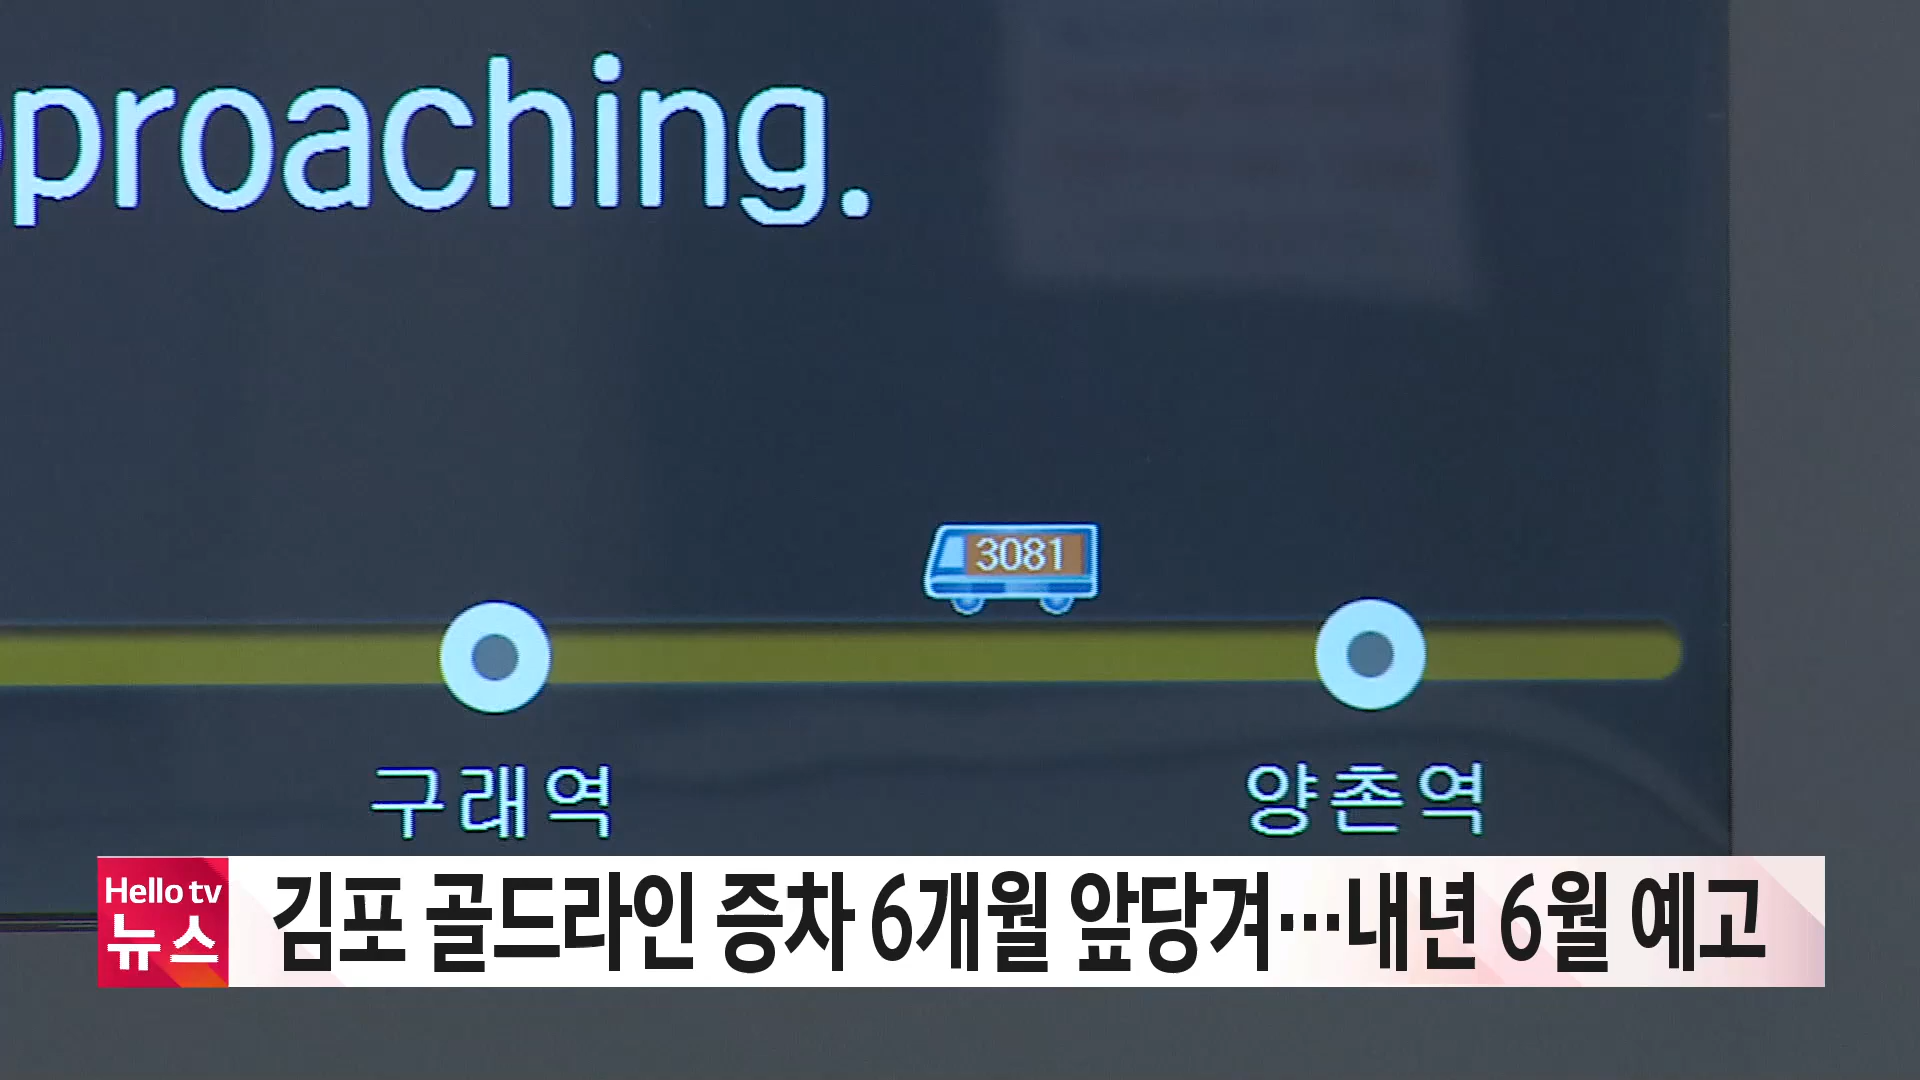 pproaching.
3081
구래역
양촌역
Hello tv
뉴스
김포 골드라인 증차 6개월 앞당겨…내년 6월 예고